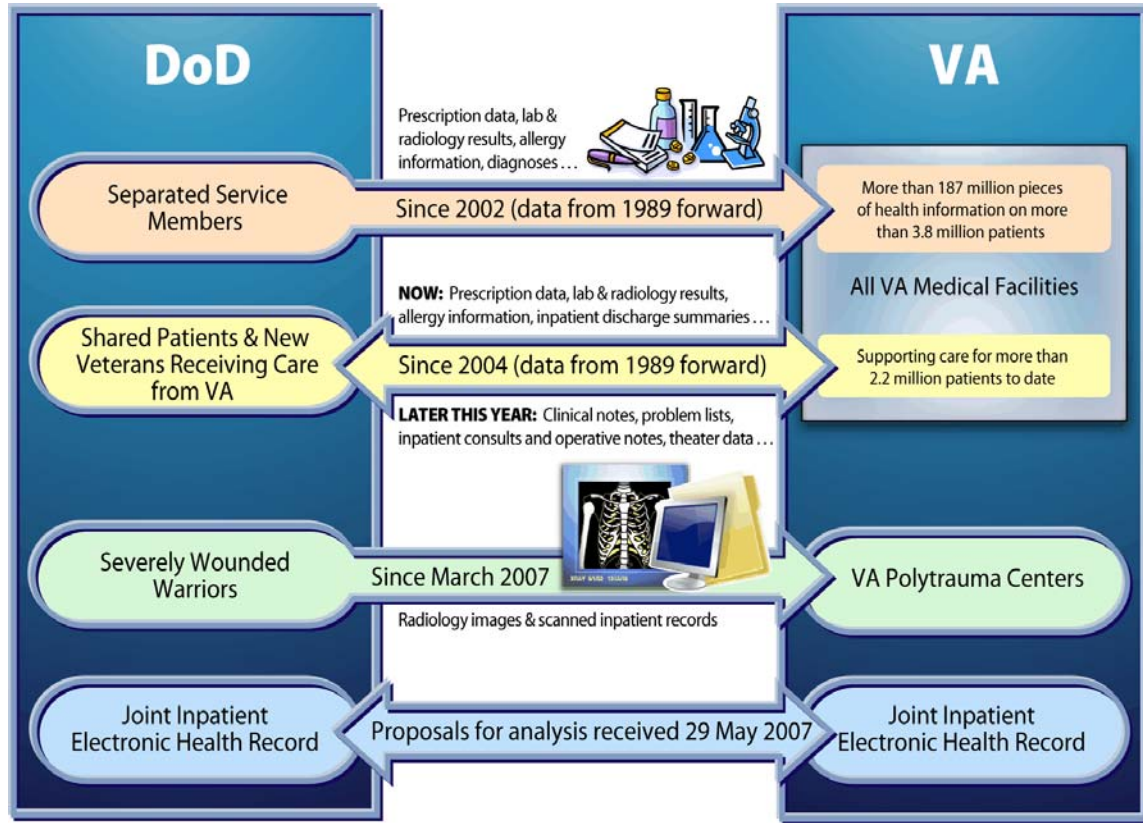 DoD
VA
Prescription data, lab &
radiology results, allergy
information, diagnoses . . .
Separated Service
Members
Since 2002 (data from 1989 forward)
More than 187 million pieces
of health information on more
than 3.8 million patients
All VA Medical Facilities
NOW: Prescription data, lab & radiology results,
allergy information, inpatient discharge summaries . . .
Shared Patients & New
Veterans Receiving Care
from VA
Since 2004 (data from 1989 forward)
Supporting care for more than
2.2 million patients to date
LATER THIS YEAR: Clinical notes, problem lists,
inpatient consults and operative notes, theater data . . .
Severely Wounded
Warriors
Since March 2007
VA Polytrauma Centers
Radiology images & scanned inpatient records
Joint Inpatient
Electronic Health Record
Proposals for analysis received 29 May 2007
Joint Inpatient
Electronic Health Record